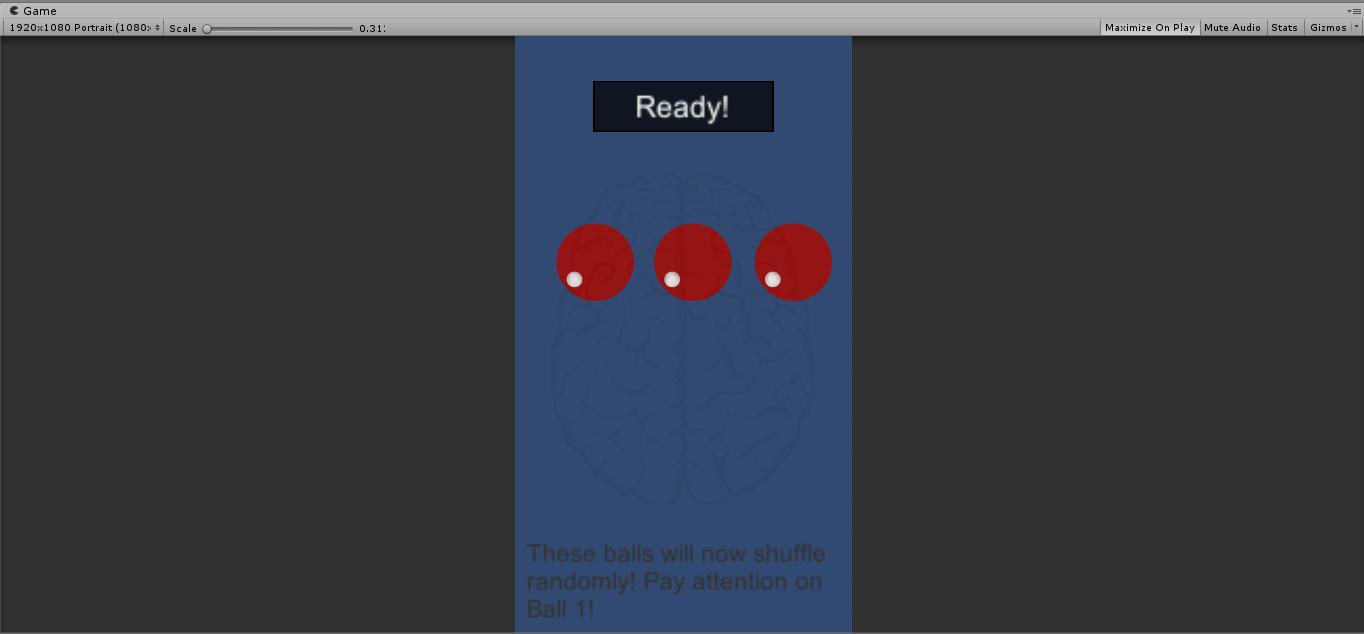 Game
1920x1080 Portrait (1080x Scale 0.31: Maximize On Play Mute Audio Stats Gizmos
Ready!
These balls will now shuffle
randomly! Pay attention on
Ball 1!